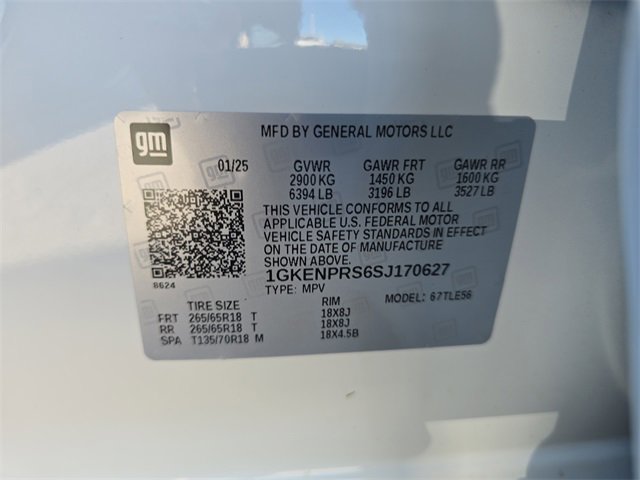 gm
MFD BY GENERAL MOTORS LLC
01/25 GVWR GAWR FRT GAWR RR
2900 KG 1450 KG 1600 KG
6394 LB 3196 LB 3527 LB
THIS VEHICLE CONFORMS TO ALL
APPLICABLE U.S. FEDERAL MOTOR
VEHICLE SAFETY STANDARDS IN EFFECT
ON THE DATE OF MANUFACTURE
SHOWN ABOVE.
8624
1GKENPRS6SJ170627
TYPE: MPV MODEL: 67TLE56
TIRE SIZE RIM
FRT 265/65R18 T 18X8J
RR 265/65R18 T 18X8J
SPA T135/70R18 M 18X4.5B